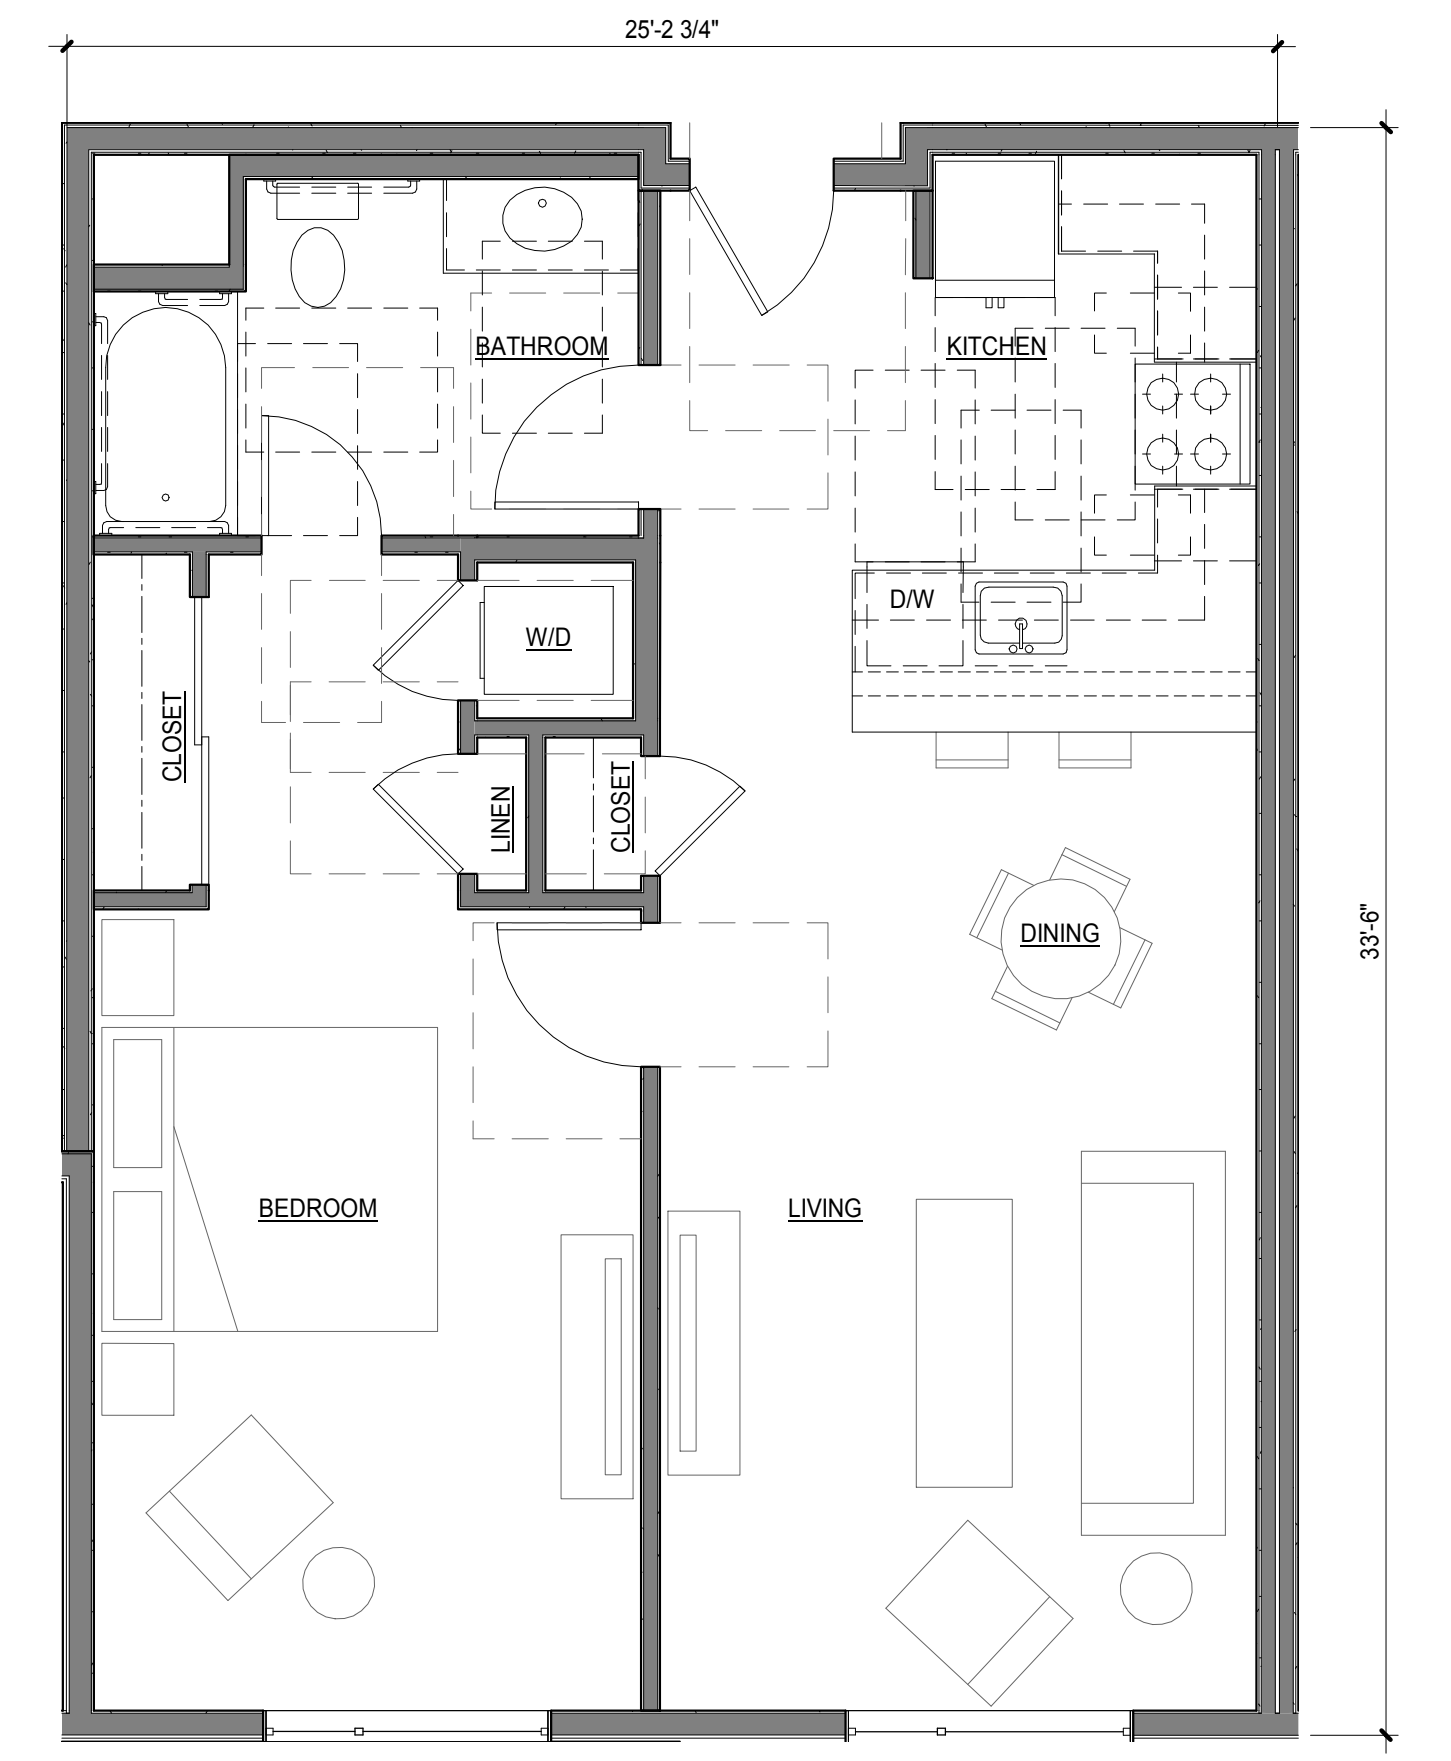 25'-2 3/4"
BATHROOM
KITCHEN
D/W
W/D
CLOSET
LINEN
CLOSET
DINING
33'-6"
BEDROOM
LIVING